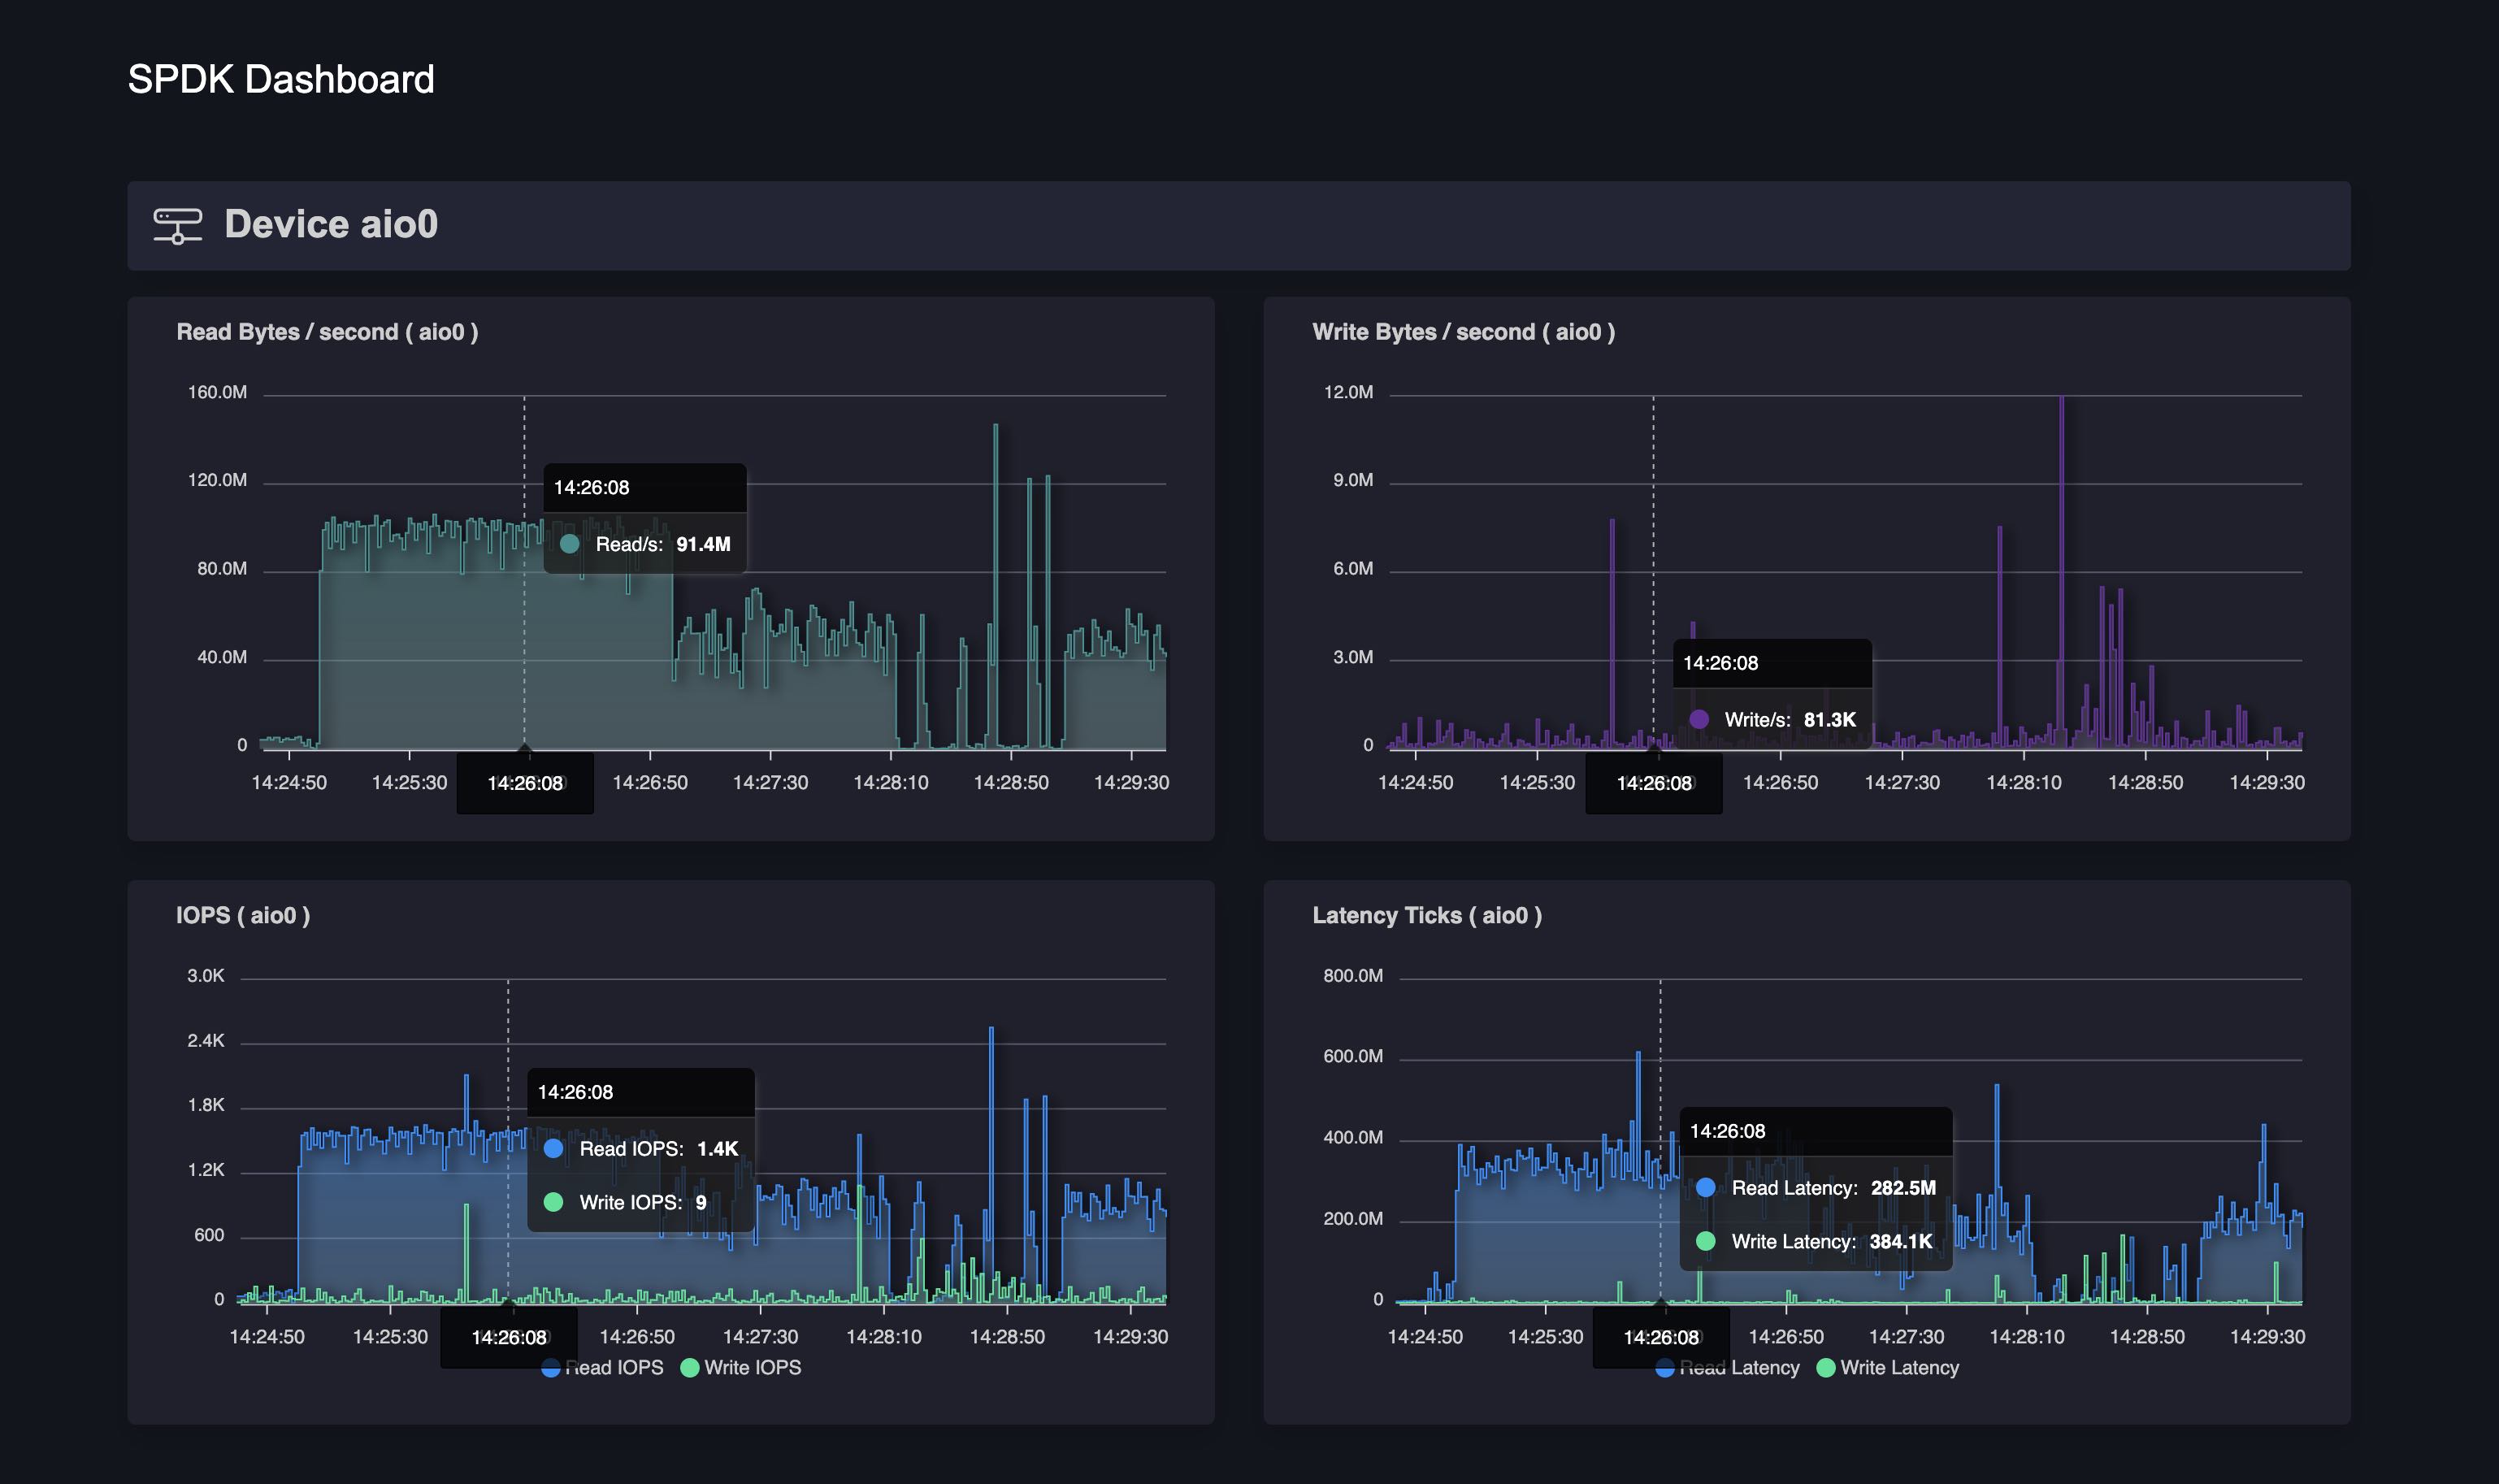 SPDK Dashboard
Device aio0
Read Bytes / second ( aio0 )
160.0M
120.0M
80.0M
40.0M
0
14:26:08
Read/s: 91.4M
14:24:50 14:25:30 14:26:08 14:26:50 14:27:30 14:28:10 14:28:50 14:29:30
Write Bytes / second ( aio0 )
12.0M
9.0M
6.0M
3.0M
0
14:26:08
Write/s: 81.3K
14:24:50 14:25:30 14:26:08 14:26:50 14:27:30 14:28:10 14:28:50 14:29:30
IOPS ( aio0 )
3.0K
2.4K
1.8K
1.2K
600
0
14:26:08
Read IOPS: 1.4K
Write IOPS: 9
14:24:50 14:25:30 14:26:08 14:26:50 14:27:30 14:28:10 14:28:50 14:29:30
Read IOPS Write IOPS
Latency Ticks ( aio0 )
800.0M
600.0M
400.0M
200.0M
0
14:26:08
Read Latency: 282.5M
Write Latency: 384.1K
14:24:50 14:25:30 14:26:08 14:26:50 14:27:30 14:28:10 14:28:50 14:29:30
Read Latency Write Latency